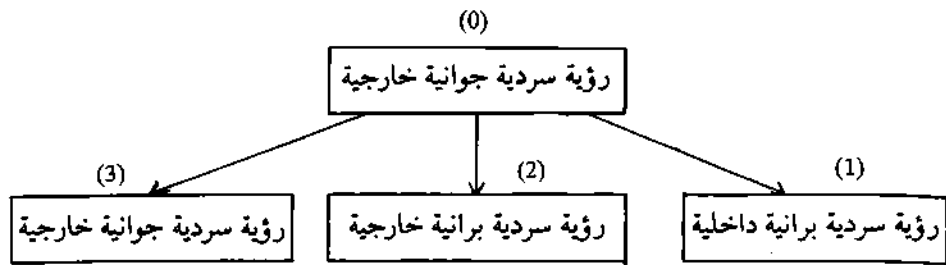 (0)
رؤية سردية جوانية خارجية
(1)
رؤية سردية برانية داخلية
(2)
رؤية سردية برانية خارجية
(3)
رؤية سردية جوانية خارجية